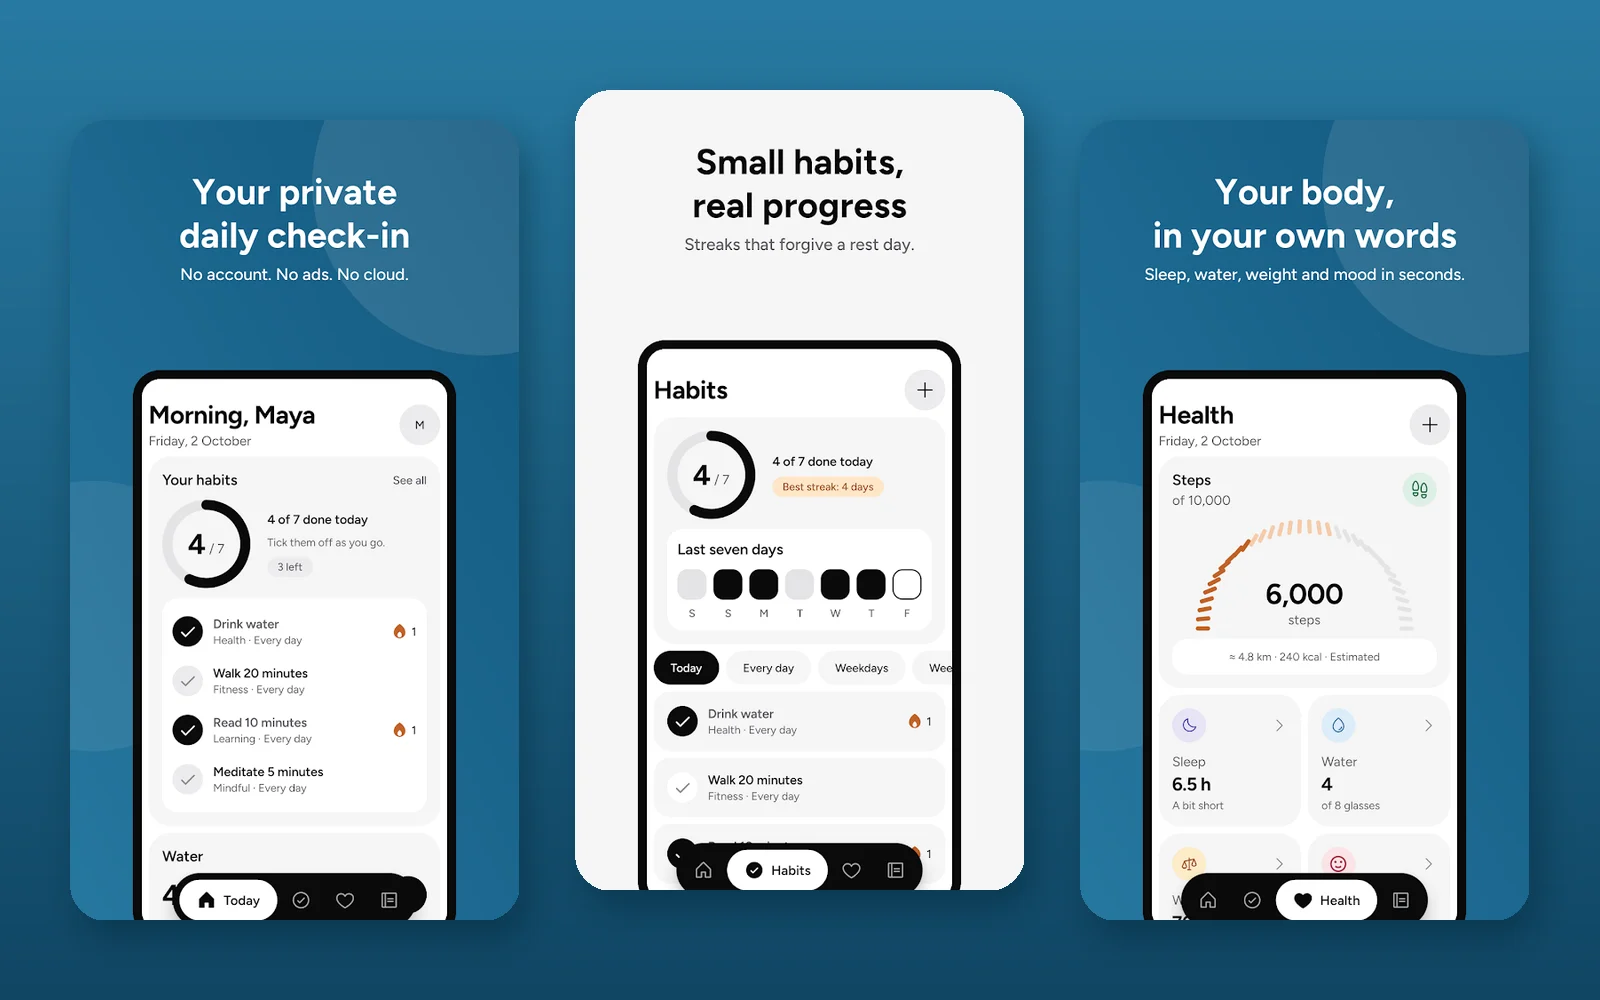 Your private
daily check-in
No account. No ads. No cloud.
Morning, Maya
Friday, 2 October
M
Your habits
See all
4 / 7
4 of 7 done today
Tick them off as you go.
3 left
Drink water
Health · Every day
1
Walk 20 minutes
Fitness · Every day
Read 10 minutes
Learning · Every day
1
Meditate 5 minutes
Mindful · Every day
Water
4
Today
Small habits,
real progress
Streaks that forgive a rest day.
Habits
4 / 7
4 of 7 done today
Best streak: 4 days
Last seven days
S S M T W T F
Today
Every day
Weekdays
Wee
Drink water
Health · Every day
1
Walk 20 minutes
Fitness · Every day
1
Habits
Your body,
in your own words
Sleep, water, weight and mood in seconds.
Health
Friday, 2 October
Steps
of 10,000
6,000
steps
≈ 4.8 km · 240 kcal · Estimated
Sleep
6.5 h
A bit short
Water
4
of 8 glasses
Health